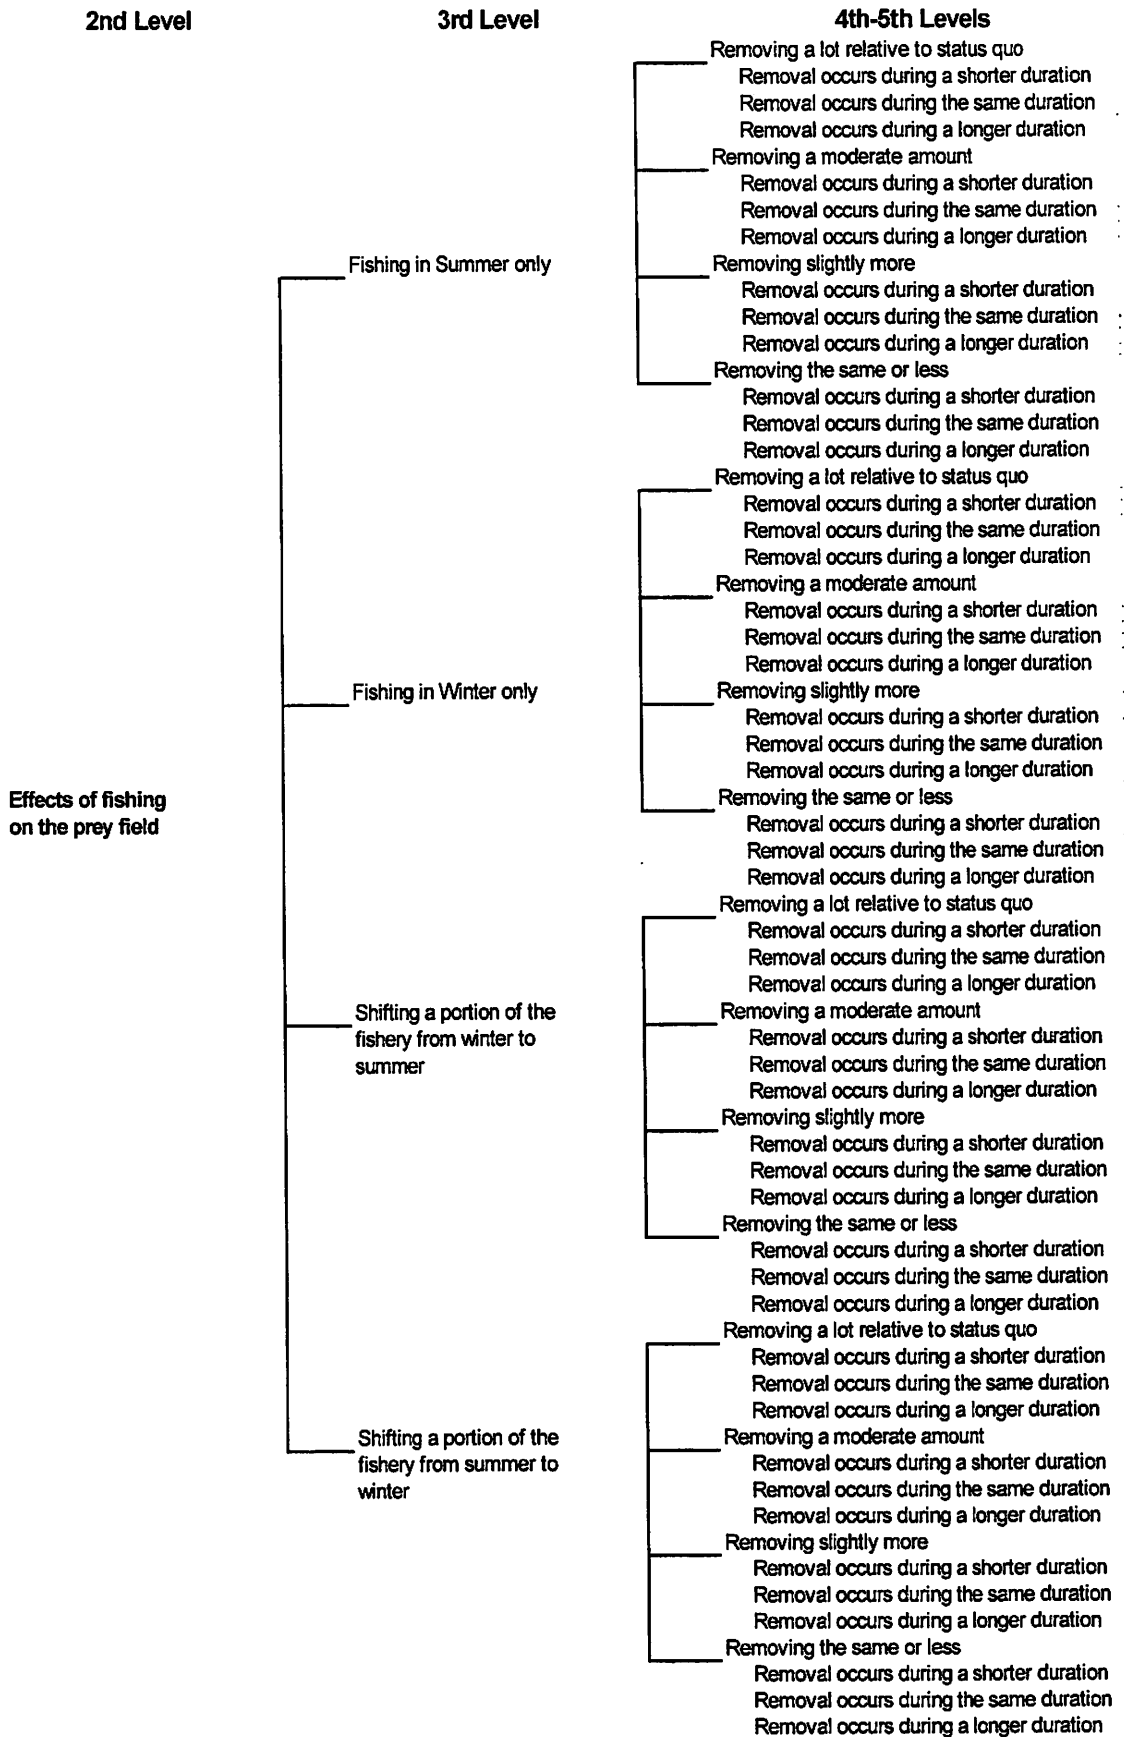 2nd Level
3rd Level
4th-5th Levels
Effects of fishing
on the prey field
Fishing in Summer only
Removing a lot relative to status quo
Removal occurs during a shorter duration
Removal occurs during the same duration
Removal occurs during a longer duration
Removing a moderate amount
Removal occurs during a shorter duration
Removal occurs during the same duration
Removal occurs during a longer duration
Removing slightly more
Removal occurs during a shorter duration
Removal occurs during the same duration
Removal occurs during a longer duration
Removing the same or less
Removal occurs during a shorter duration
Removal occurs during the same duration
Removal occurs during a longer duration
Fishing in Winter only
Removing a lot relative to status quo
Removal occurs during a shorter duration
Removal occurs during the same duration
Removal occurs during a longer duration
Removing a moderate amount
Removal occurs during a shorter duration
Removal occurs during the same duration
Removal occurs during a longer duration
Removing slightly more
Removal occurs during a shorter duration
Removal occurs during the same duration
Removal occurs during a longer duration
Removing the same or less
Removal occurs during a shorter duration
Removal occurs during the same duration
Removal occurs during a longer duration
Shifting a portion of the
fishery from winter to
summer
Removing a lot relative to status quo
Removal occurs during a shorter duration
Removal occurs during the same duration
Removal occurs during a longer duration
Removing a moderate amount
Removal occurs during a shorter duration
Removal occurs during the same duration
Removal occurs during a longer duration
Removing slightly more
Removal occurs during a shorter duration
Removal occurs during the same duration
Removal occurs during a longer duration
Removing the same or less
Removal occurs during a shorter duration
Removal occurs during the same duration
Removal occurs during a longer duration
Shifting a portion of the
fishery from summer to
winter
Removing a lot relative to status quo
Removal occurs during a shorter duration
Removal occurs during the same duration
Removal occurs during a longer duration
Removing a moderate amount
Removal occurs during a shorter duration
Removal occurs during the same duration
Removal occurs during a longer duration
Removing slightly more
Removal occurs during a shorter duration
Removal occurs during the same duration
Removal occurs during a longer duration
Removing the same or less
Removal occurs during a shorter duration
Removal occurs during the same duration
Removal occurs during a longer duration